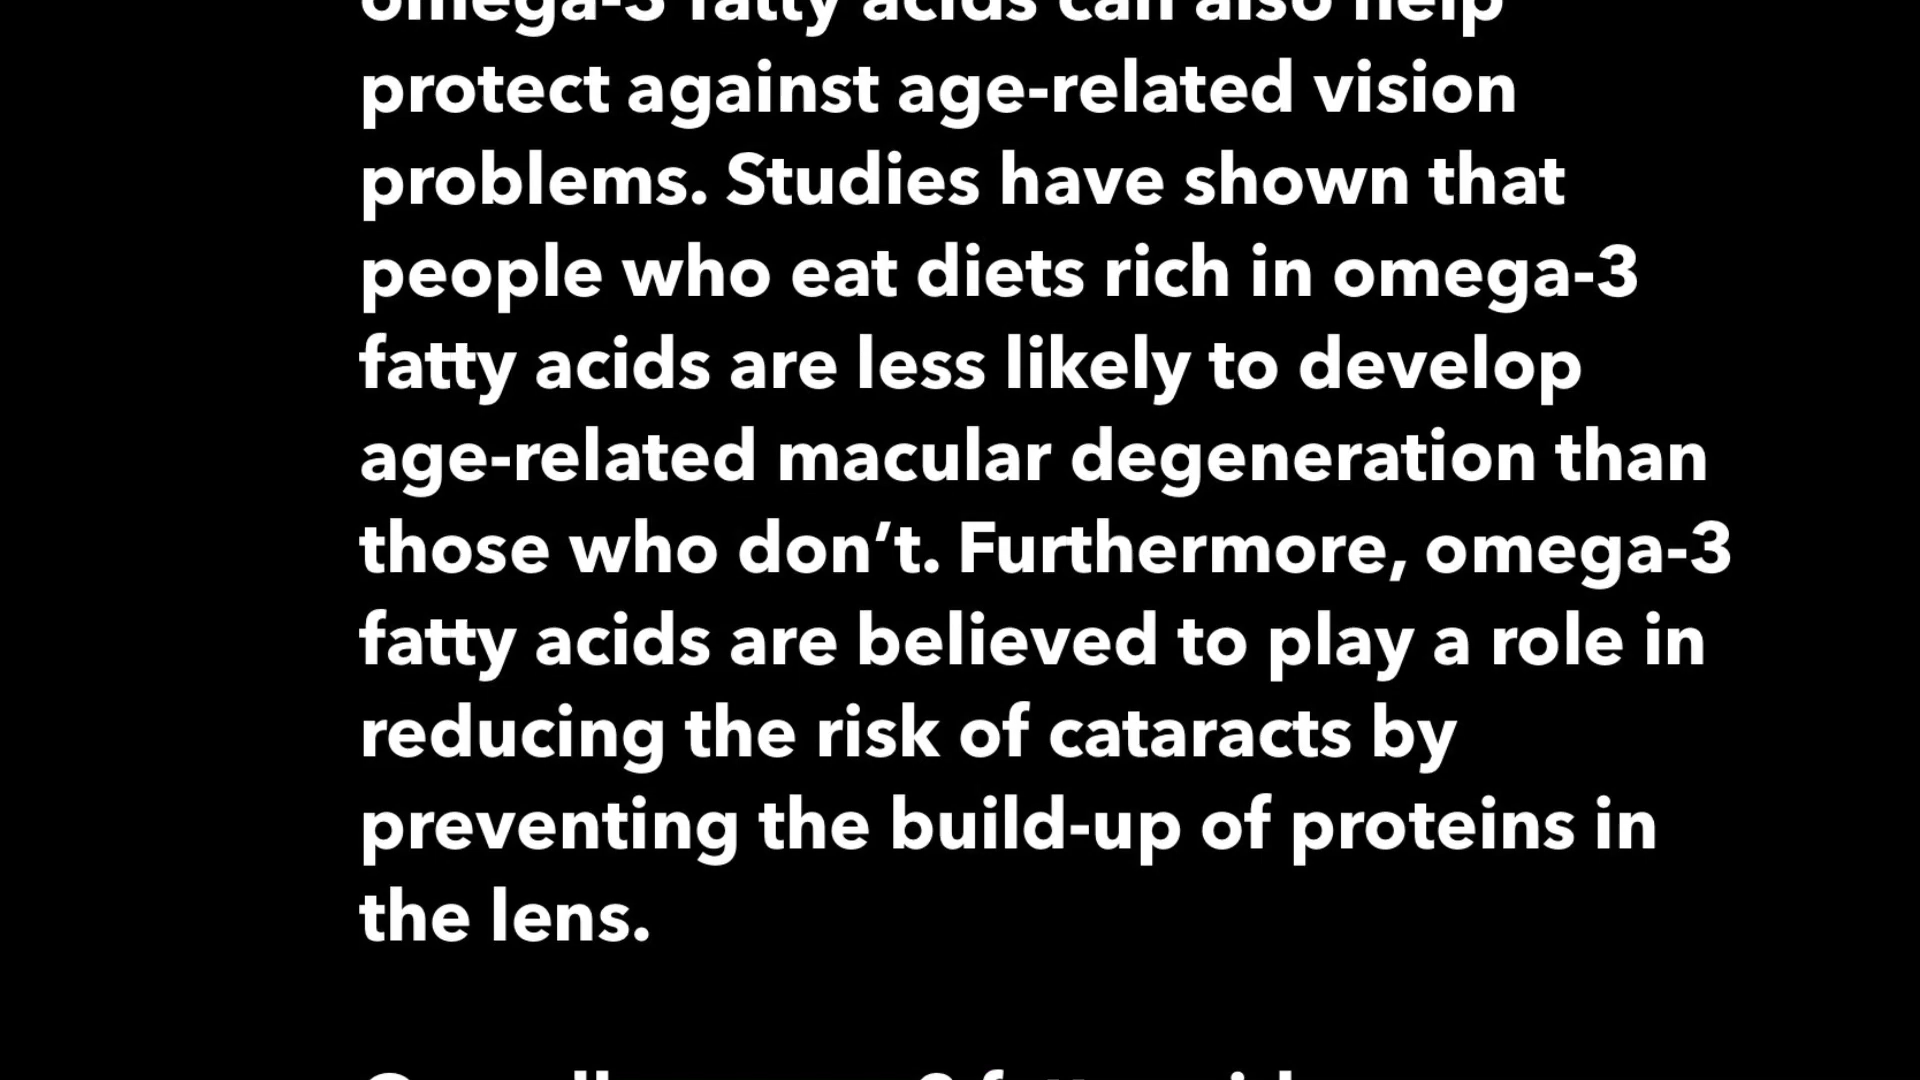 omega-3 fatty acids can also help
protect against age-related vision
problems. Studies have shown that
people who eat diets rich in omega-3
fatty acids are less likely to develop
age-related macular degeneration than
those who don’t. Furthermore, omega-3
fatty acids are believed to play a role in
reducing the risk of cataracts by
preventing the build-up of proteins in
the lens.